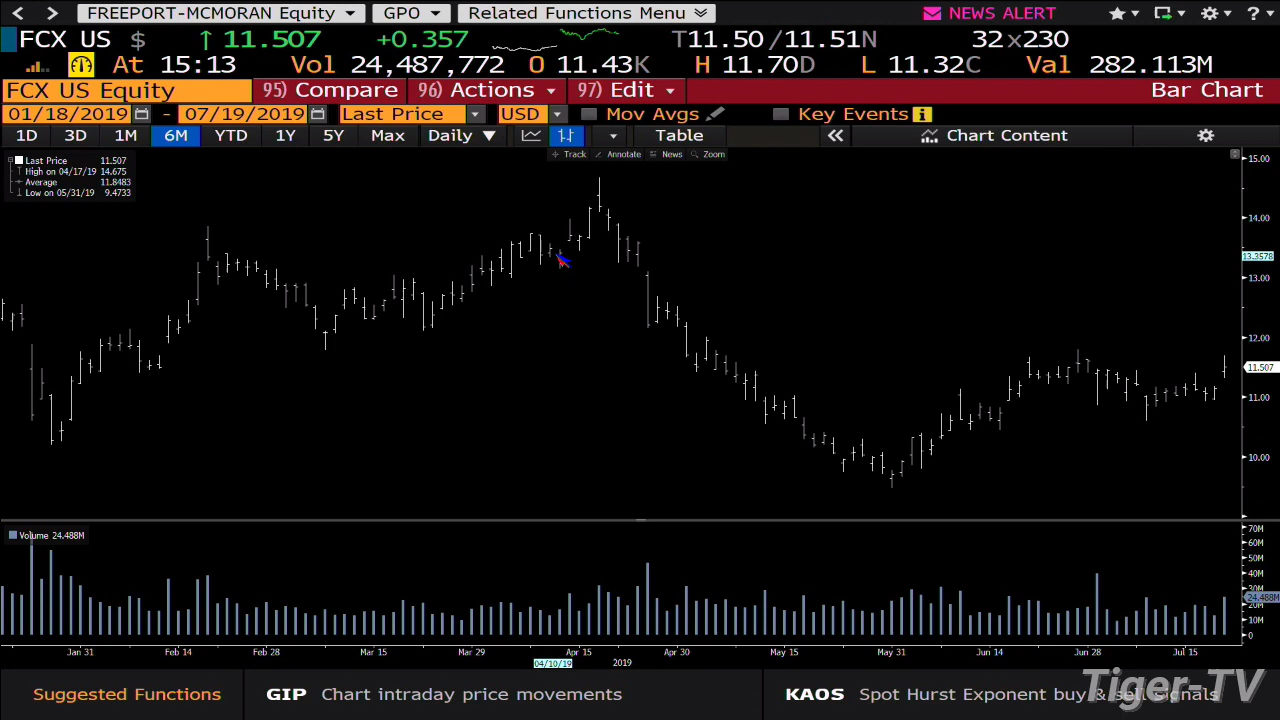 FREEPORT-MCMORAN Equity GPO Related Functions Menu NEWS ALERT ?
FCX US $ ↑ 11.507 +0.357 T11.50 /11.51N 32x230
At 15:13 Vol 24,487,772 O 11.43K H 11.70D L 11.32C Val 282.113M
FCX US Equity 95) Compare 96) Actions 97) Edit Bar Chart
01/18/2019 - 07/19/2019 Last Price USD Mov Avgs Key Events i
1D 3D 1M 6M YTD 1Y 5Y Max Daily ▼ Table Chart Content
Track Annotate News Zoom
Last Price 11.507
High on 04/17/19 14.675
Average 11.8483
Low on 05/31/19 9.4733
15.00
14.00
13.3578
13.00
12.00
11.507
11.00
10.00
Volume 24.488M
70M
60M
50M
40M
30M
24.488M
20M
10M
0
Jan 31 Feb 14 Feb 28 Mar 15 Mar 29 Apr 15 Apr 30 May 15 May 31 Jun 14 Jun 28 Jul 15
04/10/19 2019
Suggested Functions GIP Chart intraday price movements KAOS Spot Hurst Exponent buy & sell signals
Tiger-TV